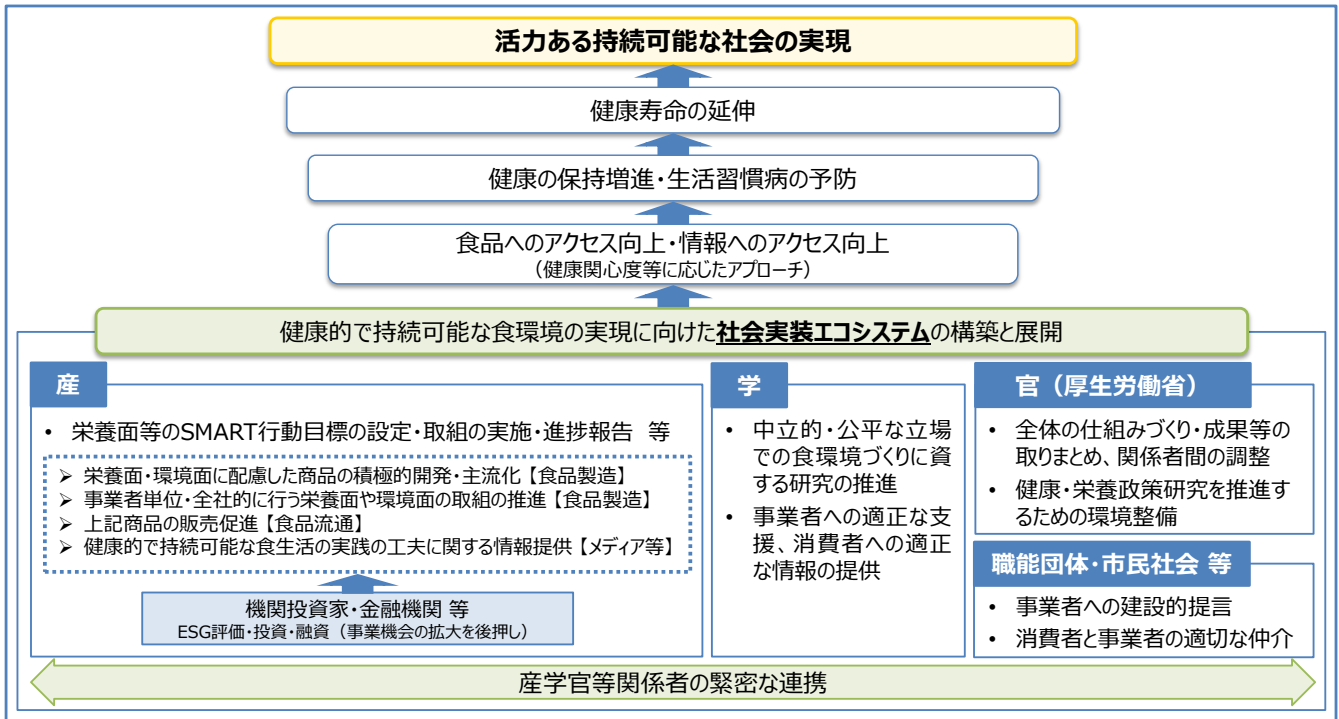 活力ある持続可能な社会の実現
健康寿命の延伸
健康の保持増進・生活習慣病の予防
食品へのアクセス向上・情報へのアクセス向上
（健康関心度等に応じたアプローチ）
健康的で持続可能な食環境の実現に向けた社会実装エコシステムの構築と展開
産
• 栄養面等のSMART行動目標の設定・取組の実施・進捗報告 等
➢ 栄養面・環境面に配慮した商品の積極的開発・主流化【食品製造】
➢ 事業者単位・全社的に行う栄養面や環境面の取組の推進【食品製造】
➢ 上記商品の販売促進【食品流通】
➢ 健康的で持続可能な食生活の実践の工夫に関する情報提供【メディア等】
機関投資家・金融機関 等
ESG評価・投資・融資（事業機会の拡大を後押し）
学
• 中立的・公平な立場
での食環境づくりに資
する研究の推進
• 事業者への適正な支
援、消費者への適正
な情報の提供
官（厚生労働省）
• 全体の仕組みづくり・成果等の
取りまとめ、関係者間の調整
• 健康・栄養政策研究を推進す
るための環境整備
職能団体・市民社会 等
• 事業者への建設的提言
• 消費者と事業者の適切な仲介
産学官等関係者の緊密な連携